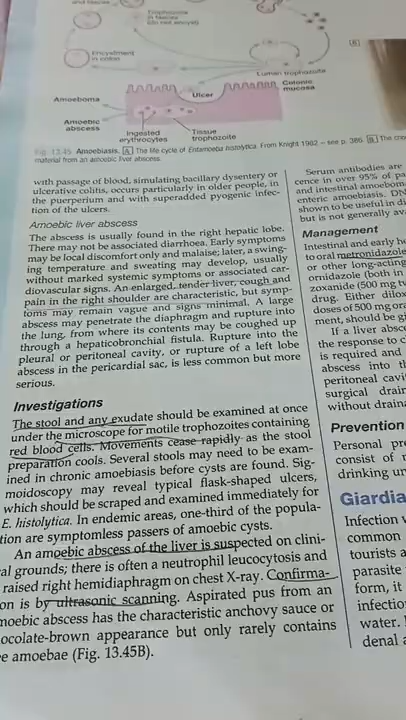 and faeces
Trophozoite
in faeces
(do not encyst)
Encystment
in colon
Luman trophozoite
B
Colonic
mucosa
Ulcer
Amoeboma
Amoebic
abscess
Ingested
erythrocytes
Tissue
trophozoite
Fig. 13.45 Amoebiasis. A The life cycle of Entamoeba histolytica. From Knight 1982 – see p. 386. B The
material from an amoebic liver abscess.
with passage of blood, simulating bacillary dysentery or
ulcerative colitis, occurs particularly in older people, in
the puerperium and with superadded pyogenic infec-
tion of the ulcers.
Amoebic liver abscess
The abscess is usually found in the right hepatic lobe.
There may not be associated diarrhoea. Early symptoms
may be local discomfort only and malaise; later, a swing-
ing temperature and sweating may develop, usually
without marked systemic symptoms or associated car-
diovascular signs. An enlarged, tender liver, cough and
pain in the right shoulder are characteristic, but symp-
toms may remain vague and signs minimal. A large
abscess may penetrate the diaphragm and rupture into
the lung, from where its contents may be coughed up
through a hepaticobronchial fistula. Rupture into the
pleural or peritoneal cavity, or rupture of a left lobe
abscess in the pericardial sac, is less common but more
serious.
Investigations
The stool and any exudate should be examined at once
under the microscope for motile trophozoites containing
red blood cells. Movements cease rapidly as the stool
preparation cools. Several stools may need to be exam-
ined in chronic amoebiasis before cysts are found. Sig-
moidoscopy may reveal typical flask-shaped ulcers,
which should be scraped and examined immediately for
E. histolytica. In endemic areas, one-third of the popula-
tion are symptomless passers of amoebic cysts.
An amoebic abscess of the liver is suspected on clini-
al grounds; there is often a neutrophil leucocytosis and
raised right hemidiaphragm on chest X-ray. Confirma-
on is by ultrasonic scanning. Aspirated pus from an
moebic abscess has the characteristic anchovy sauce or
ocolate-brown appearance but only rarely contains
e amoebae (Fig. 13.45B).
Serum antibodies are
cence in over 95% of pa
and intestinal amoebom
enteric amoebiasis. DN
shown to be useful in di
but is not generally av
Management
Intestinal and early he
to oral metronidazole
or other long-acting
ornidazole (both in
zoxanide (500 mg t
drug. Either dilox
doses of 500 mg ora
ment, should be gi
If a liver absce
the response to c
is required and
abscess into t
peritoneal cavi
surgical drain
without draina
Prevention
Personal pre
consist of
drinking un
Giardia
Infection
common
tourists a
parasite
form, it
infectio
water.
denal a